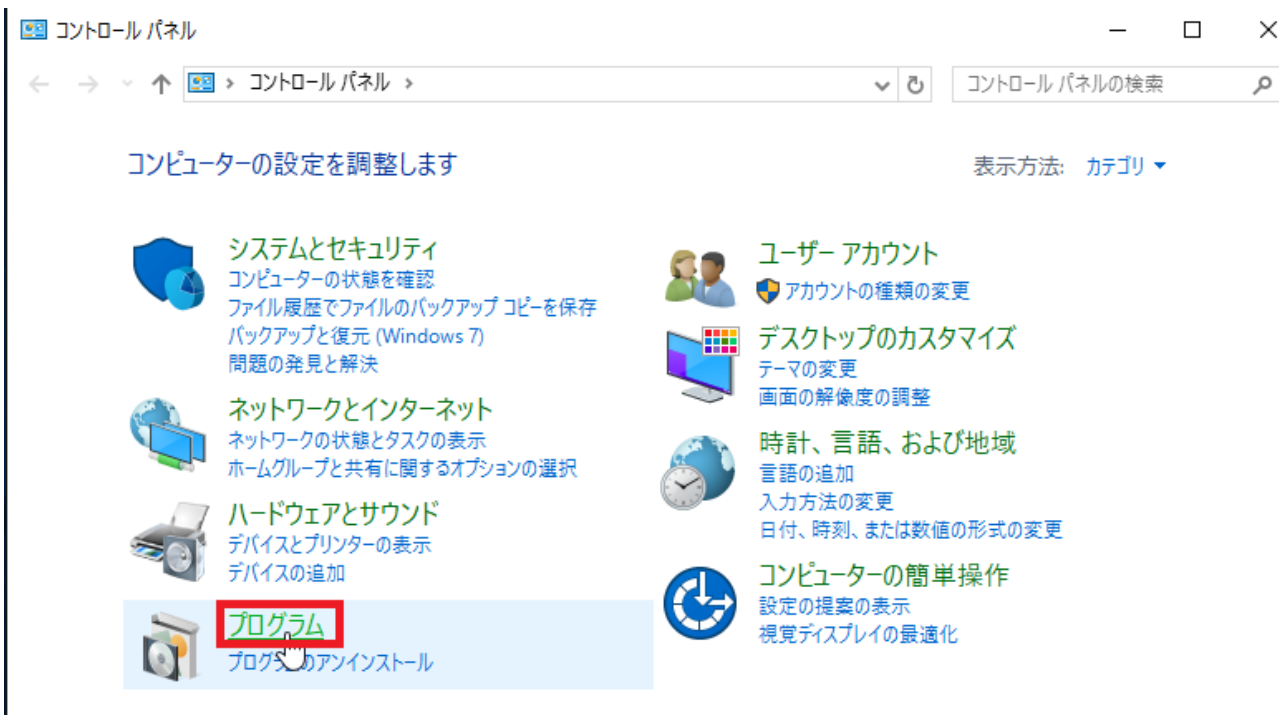 コントロール パネル
コントロール パネル
コントロール パネルの検索
コンピューターの設定を調整します
表示方法: カテゴリ
システムとセキュリティ
コンピューターの状態を確認
ファイル履歴でファイルのバックアップ コピーを保存
バックアップと復元 (Windows 7)
問題の発見と解決
ネットワークとインターネット
ネットワークの状態とタスクの表示
ホームグループと共有に関するオプションの選択
ハードウェアとサウンド
デバイスとプリンターの表示
デバイスの追加
プログラム
プログラムのアンインストール
ユーザー アカウント
アカウントの種類の変更
デスクトップのカスタマイズ
テーマの変更
画面の解像度の調整
時計、言語、および地域
言語の追加
入力方法の変更
日付、時刻、または数値の形式の変更
コンピューターの簡単操作
設定の提案の表示
視覚ディスプレイの最適化